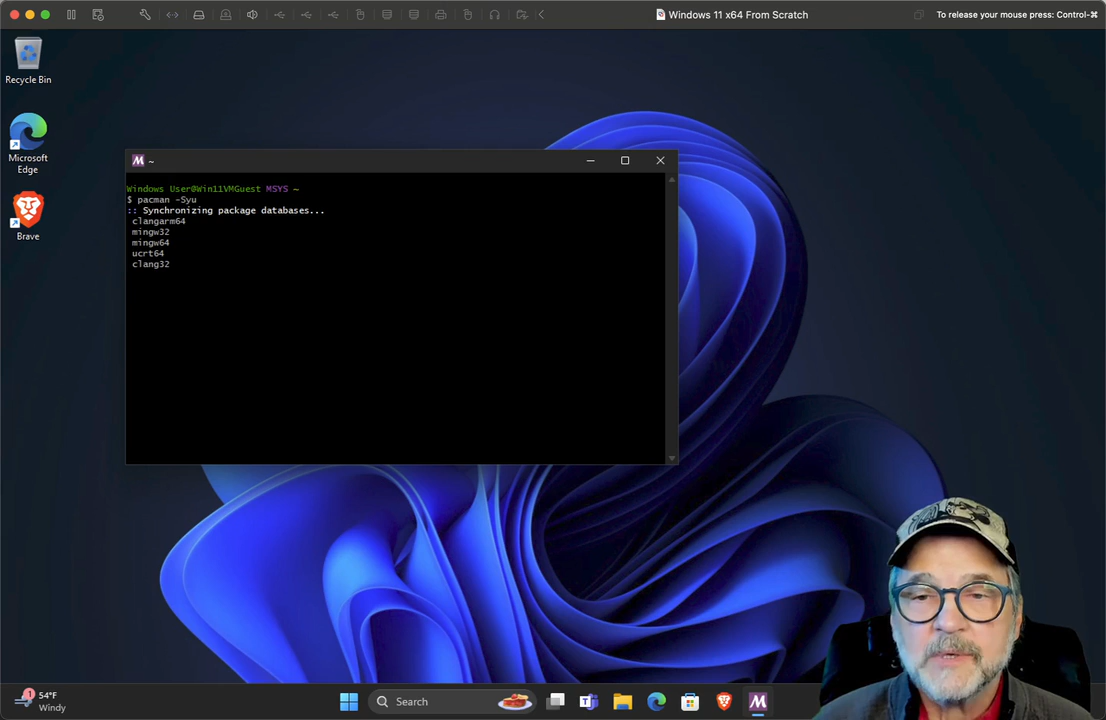 Windows 11 x64 From Scratch
To release your mouse press: Control-⌘
Recycle Bin
Microsoft
Edge
Brave
~
Windows User@Win11VMGuest MSYS ~
$ pacman -Syu
:: Synchronizing package databases...
clangarm64
mingw32
mingw64
ucrt64
clang32
1
54°F
Windy
Search